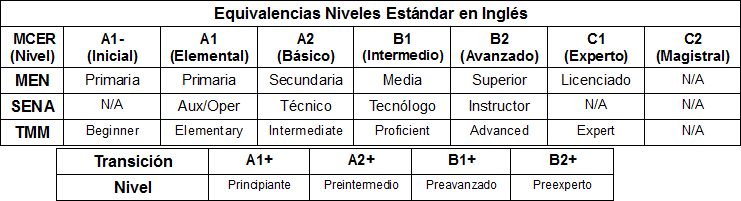 Equivalencias Niveles Estándar en Inglés
MCER A1- A1 A2 B1 B2 C1 C2
(Nivel) (Inicial) (Elemental) (Básico) (Intermedio) (Avanzado) (Experto) (Magistral)
MEN Primaria Primaria Secundaria Media Superior Licenciado N/A
SENA N/A Aux/Oper Técnico Tecnólogo Instructor N/A N/A
TMM Beginner Elementary Intermediate Proficient Advanced Expert N/A
Transición A1+ A2+ B1+ B2+
Nivel Principiante Preintermedio Preavanzado Preexperto